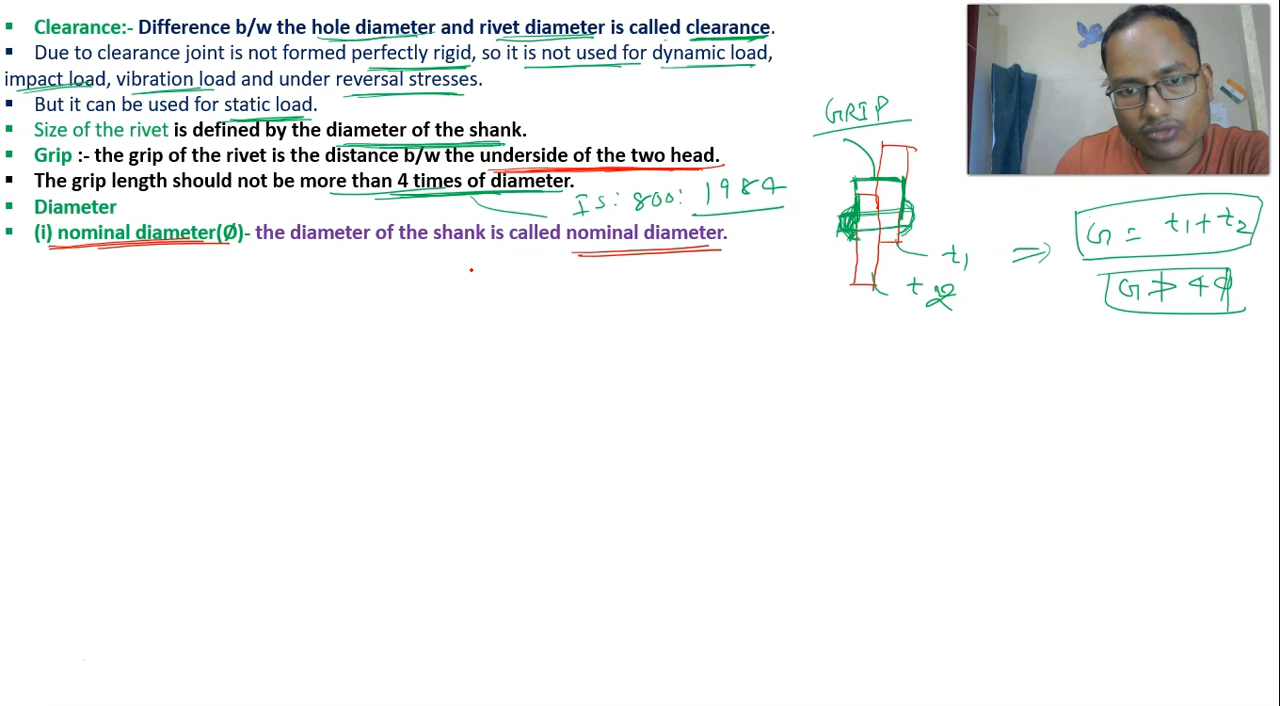 ▪ Clearance:- Difference b/w the hole diameter and rivet diameter is called clearance.
▪ Due to clearance joint is not formed perfectly rigid, so it is not used for dynamic load,
impact load, vibration load and under reversal stresses.
▪ But it can be used for static load.
▪ Size of the rivet is defined by the diameter of the shank.
▪ Grip :- the grip of the rivet is the distance b/w the underside of the two head.
▪ The grip length should not be more than 4 times of diameter.
IS: 800: 1984
▪ Diameter
▪ (i) nominal diameter(Ø)- the diameter of the shank is called nominal diameter.
GRIP
t1
t2
⇒ G = t1 + t2
G ≯ 4ϕ